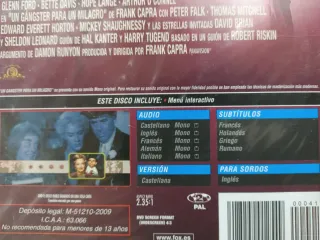 GLENN FORD · BETTE DAVIS · HOPE LANGE · ARTHUR O'CONNELL
en "UN GANGSTER PARA UN MILAGRO" de FRANK CAPRA con PETER FALK · THOMAS MITCHELL
EDWARD EVERETT HORTON · MICKEY SHAUGHNESSY y LAS ESTRELLAS INVITADAS DAVID BRIAN
y SHELDON LEONARD GUIÓN DE HAL KANTER y HARRY TUGEND BASADO EN UN GUIÓN DE ROBERT RISKIN
ARGUMENTO DE DAMON RUNYON PRODUCIDA Y DIRIGIDA POR FRANK CAPRA
MGM
ESTE DISCO INCLUYE: · Menú interactivo
AUDIO
Castellano Mono
Inglés Mono
Francés Mono
Alemán Mono
Italiano Mono
SUBTÍTULOS
Francés
Holandés
Griego
Rumano
VERSIÓN
Castellano
PARA SORDOS
Inglés
2.35:1
PAL
Depósito legal: M-51210-2009
I.C.A.A.: 63.066
No recomendada para menores de 13 años
www.fox.es